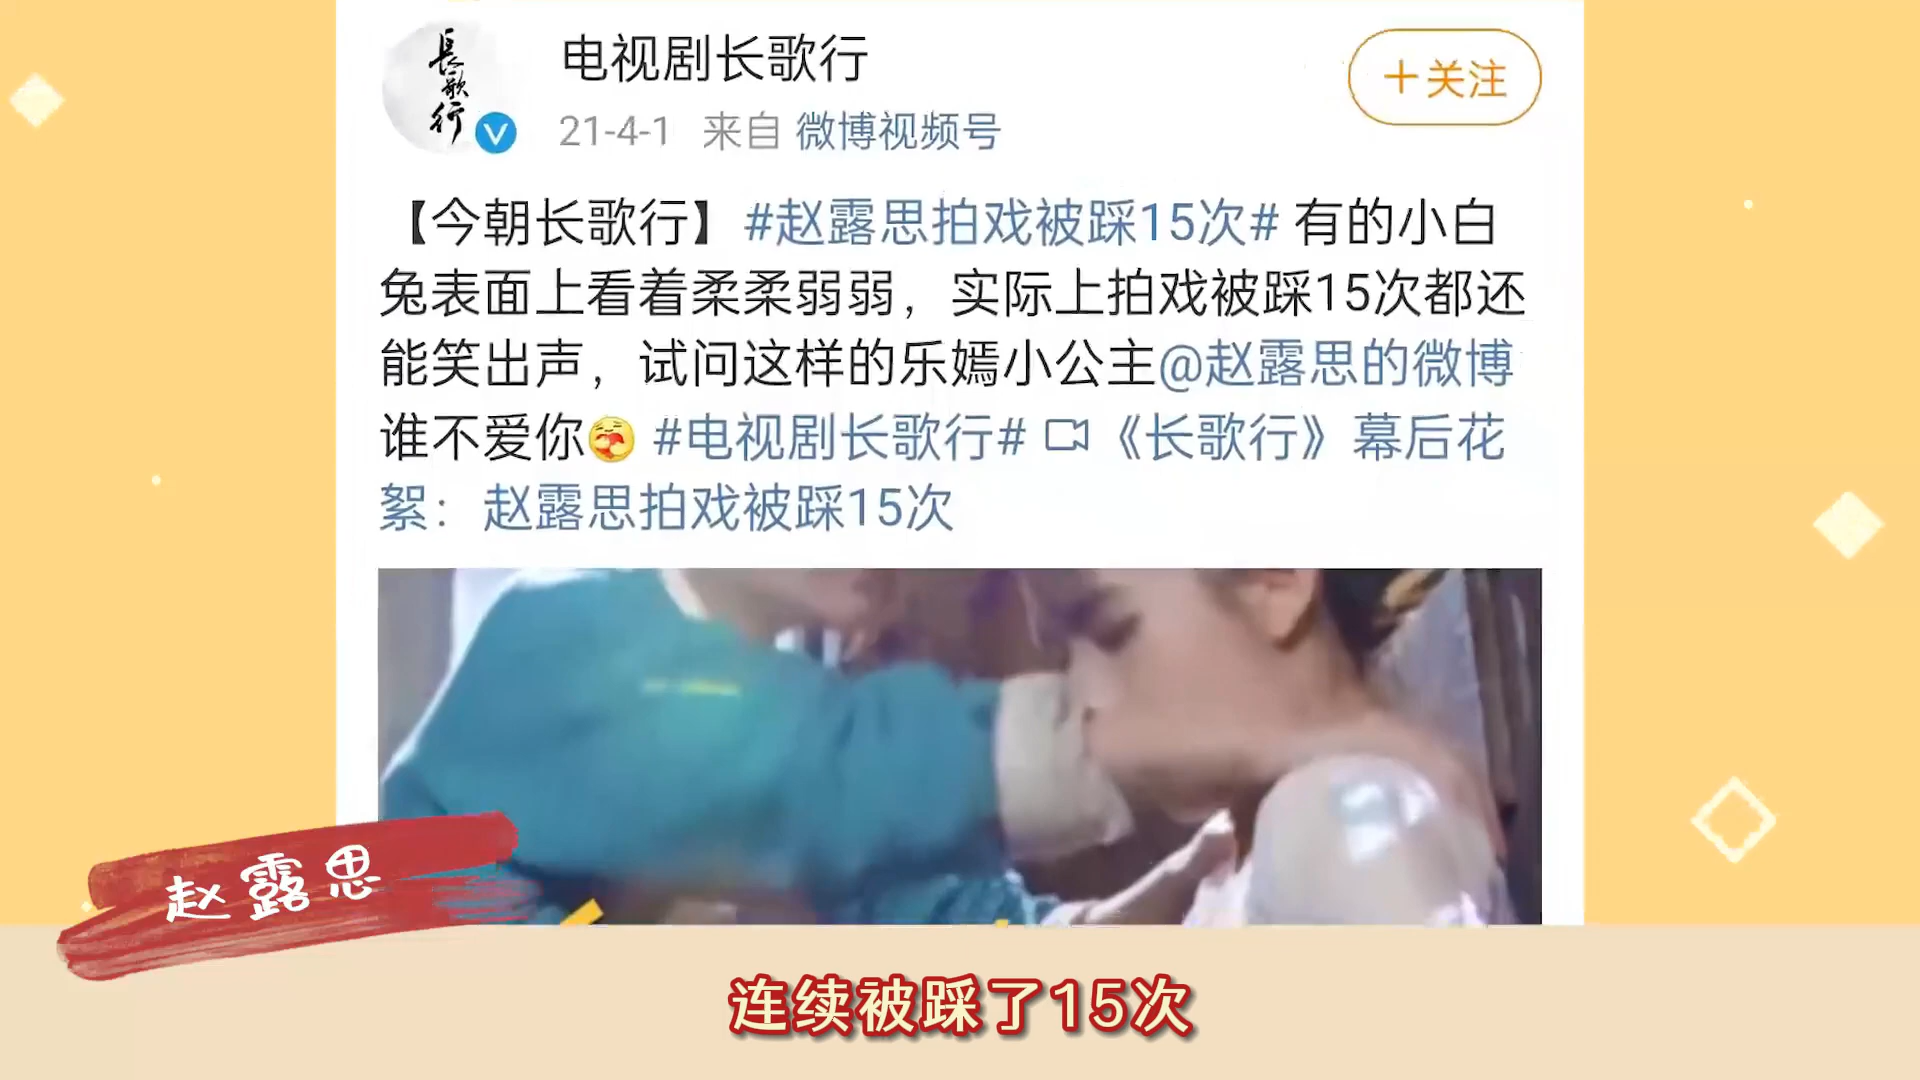 長歌行
电视剧长歌行
21-4-1 来自 微博视频号
+关注
【今朝长歌行】#赵露思拍戏被踩15次# 有的小白
兔表面上看着柔柔弱弱，实际上拍戏被踩15次都还
能笑出声，试问这样的乐嫣小公主@赵露思的微博
谁不爱你 #电视剧长歌行# 《长歌行》幕后花
絮：赵露思拍戏被踩15次
赵露思
连续被踩了15次